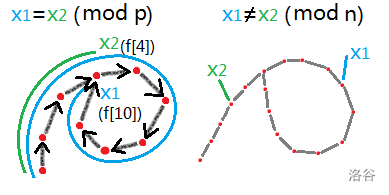 x1=x2 (mod p)
x2(f[4])
x1
(f[10])
x1≠x2 (mod n)
x2
x1
洛谷